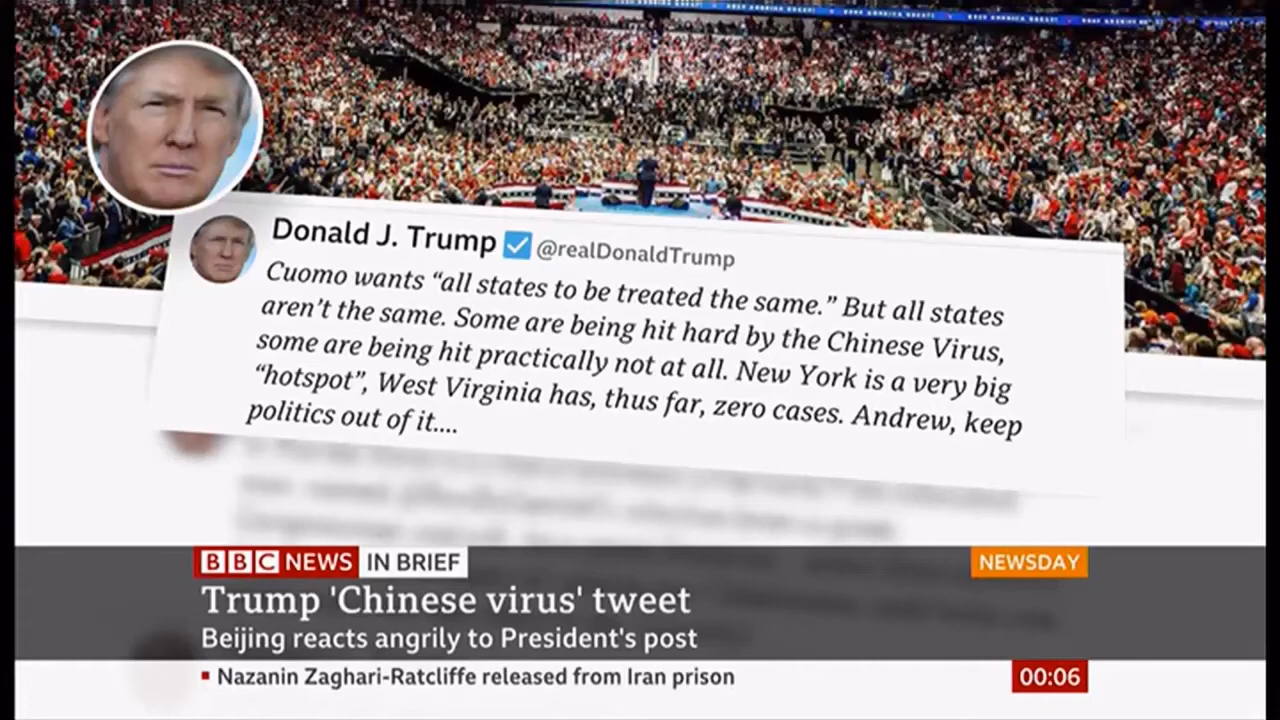 Donald J. Trump @realDonaldTrump
Cuomo wants “all states to be treated the same.” But all states
aren’t the same. Some are being hit hard by the Chinese Virus,
some are being hit practically not at all. New York is a very big
“hotspot”, West Virginia has, thus far, zero cases. Andrew, keep
politics out of it....
BBC NEWS IN BRIEF
NEWSDAY
Trump 'Chinese virus' tweet
Beijing reacts angrily to President's post
Nazanin Zaghari-Ratcliffe released from Iran prison
00:06